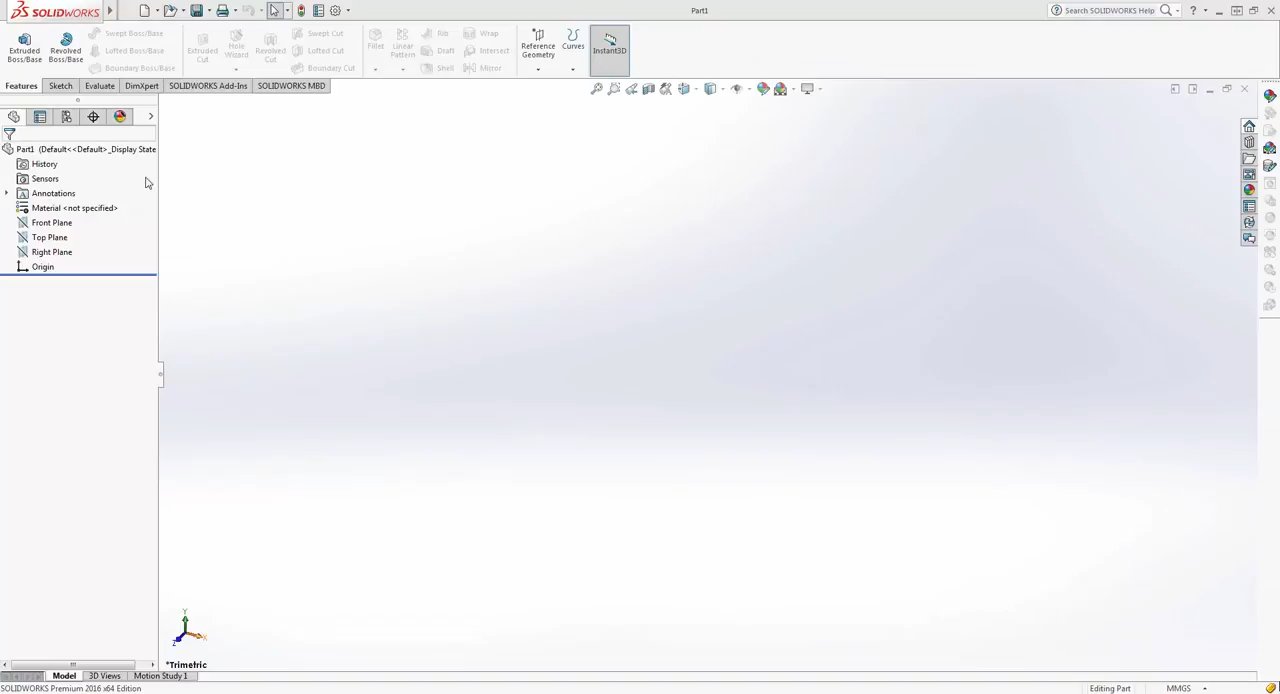 SOLIDWORKS
Part1
Search SOLIDWORKS Help
Extruded Boss/Base
Revolved Boss/Base
Swept Boss/Base
Lofted Boss/Base
Boundary Boss/Base
Extruded Cut
Hole Wizard
Revolved Cut
Swept Cut
Lofted Cut
Boundary Cut
Fillet
Linear Pattern
Rib
Draft
Shell
Wrap
Intersect
Mirror
Reference Geometry
Curves
Instant3D
Features
Sketch
Evaluate
DimXpert
SOLIDWORKS Add-Ins
SOLIDWORKS MBD
Part1 (Default<<Default>_Display State
History
Sensors
Annotations
Material <not specified>
Front Plane
Top Plane
Right Plane
Origin
Y
X
Z
*Trimetric
Model
3D Views
Motion Study 1
SOLIDWORKS Premium 2016 x64 Edition
Editing Part
MMGS